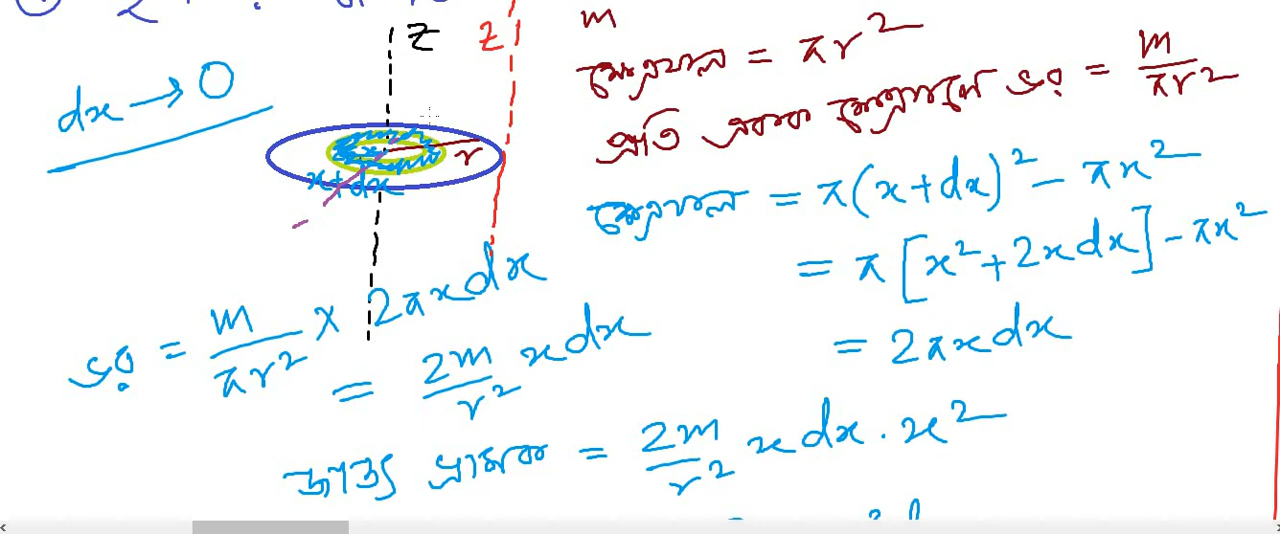 z z
m
ক্ষেত্রফল = πr²
dx → 0
প্রতি একক ক্ষেত্রফলে ভর = m/πr²
r
x
x+dx
ক্ষেত্রফল = π(x+dx)² − πx²
= π[x²+2xdx] − πx²
= 2πxdx
ভর = m/πr² × 2πxdx
= 2m/r² xdx
জাড্য ভ্রামক = 2m/r² xdx · x²